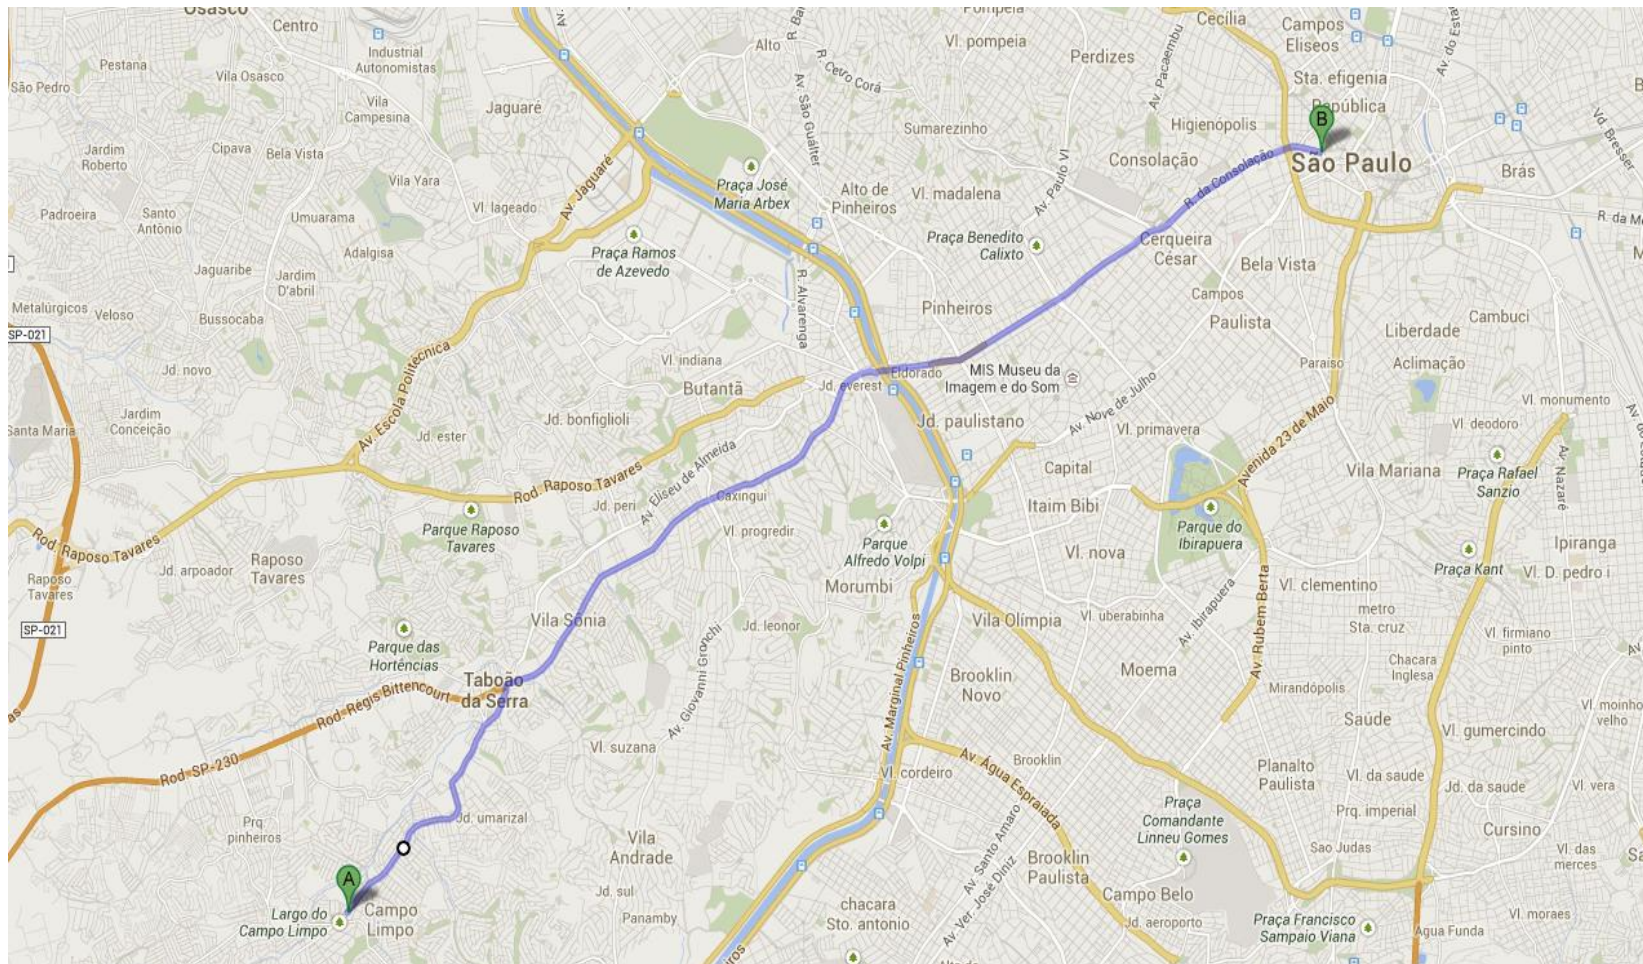 Osasco
Centro
Pompeia
Cecília
Campos
Eliseos
Av. do Esta
Industrial
Autonomistas
Pestana
Vila Osasco
São Pedro
Alto
R. Cerro Corá
Vl. pompeia
Perdizes
Av. Pacaembu
Sta. efigenia
República
Vila
Campesina
Jaguaré
Av. São Gualter
Sumarezinho
Higienópolis
B
Cipava
Bela Vista
Jardim
Roberto
Consolação
São Paulo
Brás
Vd. Bresser
Vila Yara
Av. Jaguaré
Praça José
Maria Arbex
Alto de
Pinheiros
Vl. madalena
Av. Paulo VI
R. da Consolação
Padroeira
Santo
Antônio
Umuarama
Vl. lageado
Adalgisa
Praça Ramos
de Azevedo
Praça Benedito
Calixto
Cerqueira
César
Bela Vista
R. da Mo
Jaguaribe
Jardim
D'abril
R. Alvarenga
Metalúrgicos
Veloso
Bussocaba
Pinheiros
Campos
Paulista
Liberdade
Cambuci
SP-021
Jd. novo
Av. Escola Politecnica
Vl. indiana
Butantã
Jd. everest
Eldorado
MIS Museu da
Imagem e do Som
Paraiso
Aclimação
Santa Maria
Jardim
Conceição
Jd. ester
Jd. bonfiglioli
Jd. paulistano
Av. Nove de Julho
Vl. primavera
Avenida 23 de Maio
Vl. monumento
Vl. deodoro
Av. Eliseu de Almeida
Rod. Raposo Tavares
Caxingui
Capital
Vila Mariana
Praça Rafael
Sanzio
Av. Nazaré
Jd. peri
Itaim Bibi
Parque Raposo
Tavares
Vl. progredir
Parque
Alfredo Volpi
Parque do
Ibirapuera
Rod. Raposo Tavares
Raposo
Tavares
Jd. arpoador
Raposo
Tavares
Morumbi
Vl. nova
Praça Kant
Ipiranga
Vl. D. pedro i
Vl. clementino
SP-021
Parque das
Hortências
Vila Sônia
Jd. leonor
Vila Olímpia
Vl. uberabinha
Av. Ibirapuera
Av. Rubem Berta
metro
Sta. cruz
Vl. firmiano
pinto
Taboão
da Serra
Rod. Régis Bittencourt
Av. Giovanni Gronchi
Av. Marginal Pinheiros
Brooklin
Novo
Moema
Mirandópolis
Chacara
Inglesa
Saúde
Vl. moinho
velho
Vl. gumercindo
Rod. SP-230
Vl. suzana
Vl. cordeiro
Av. Água Espraiada
Brooklin
Planalto
Paulista
Vl. da saude
Jd. da saude
Vl. vera
Prq.
pinheiros
Jd. umarizal
Vila
Andrade
Av. Santo Amaro
Praça
Comandante
Linneu Gomes
Prq. imperial
Cursino
Sao Judas
Vl. das
merces
A
Largo do
Campo Limpo
Campo
Limpo
Jd. sul
Panamby
chacara
Sto. antonio
Av. Ver. José Diniz
Brooklin
Paulista
Campo Belo
Jd. aeroporto
Praça Francisco
Sampaio Viana
Agua Funda
Vl. moraes